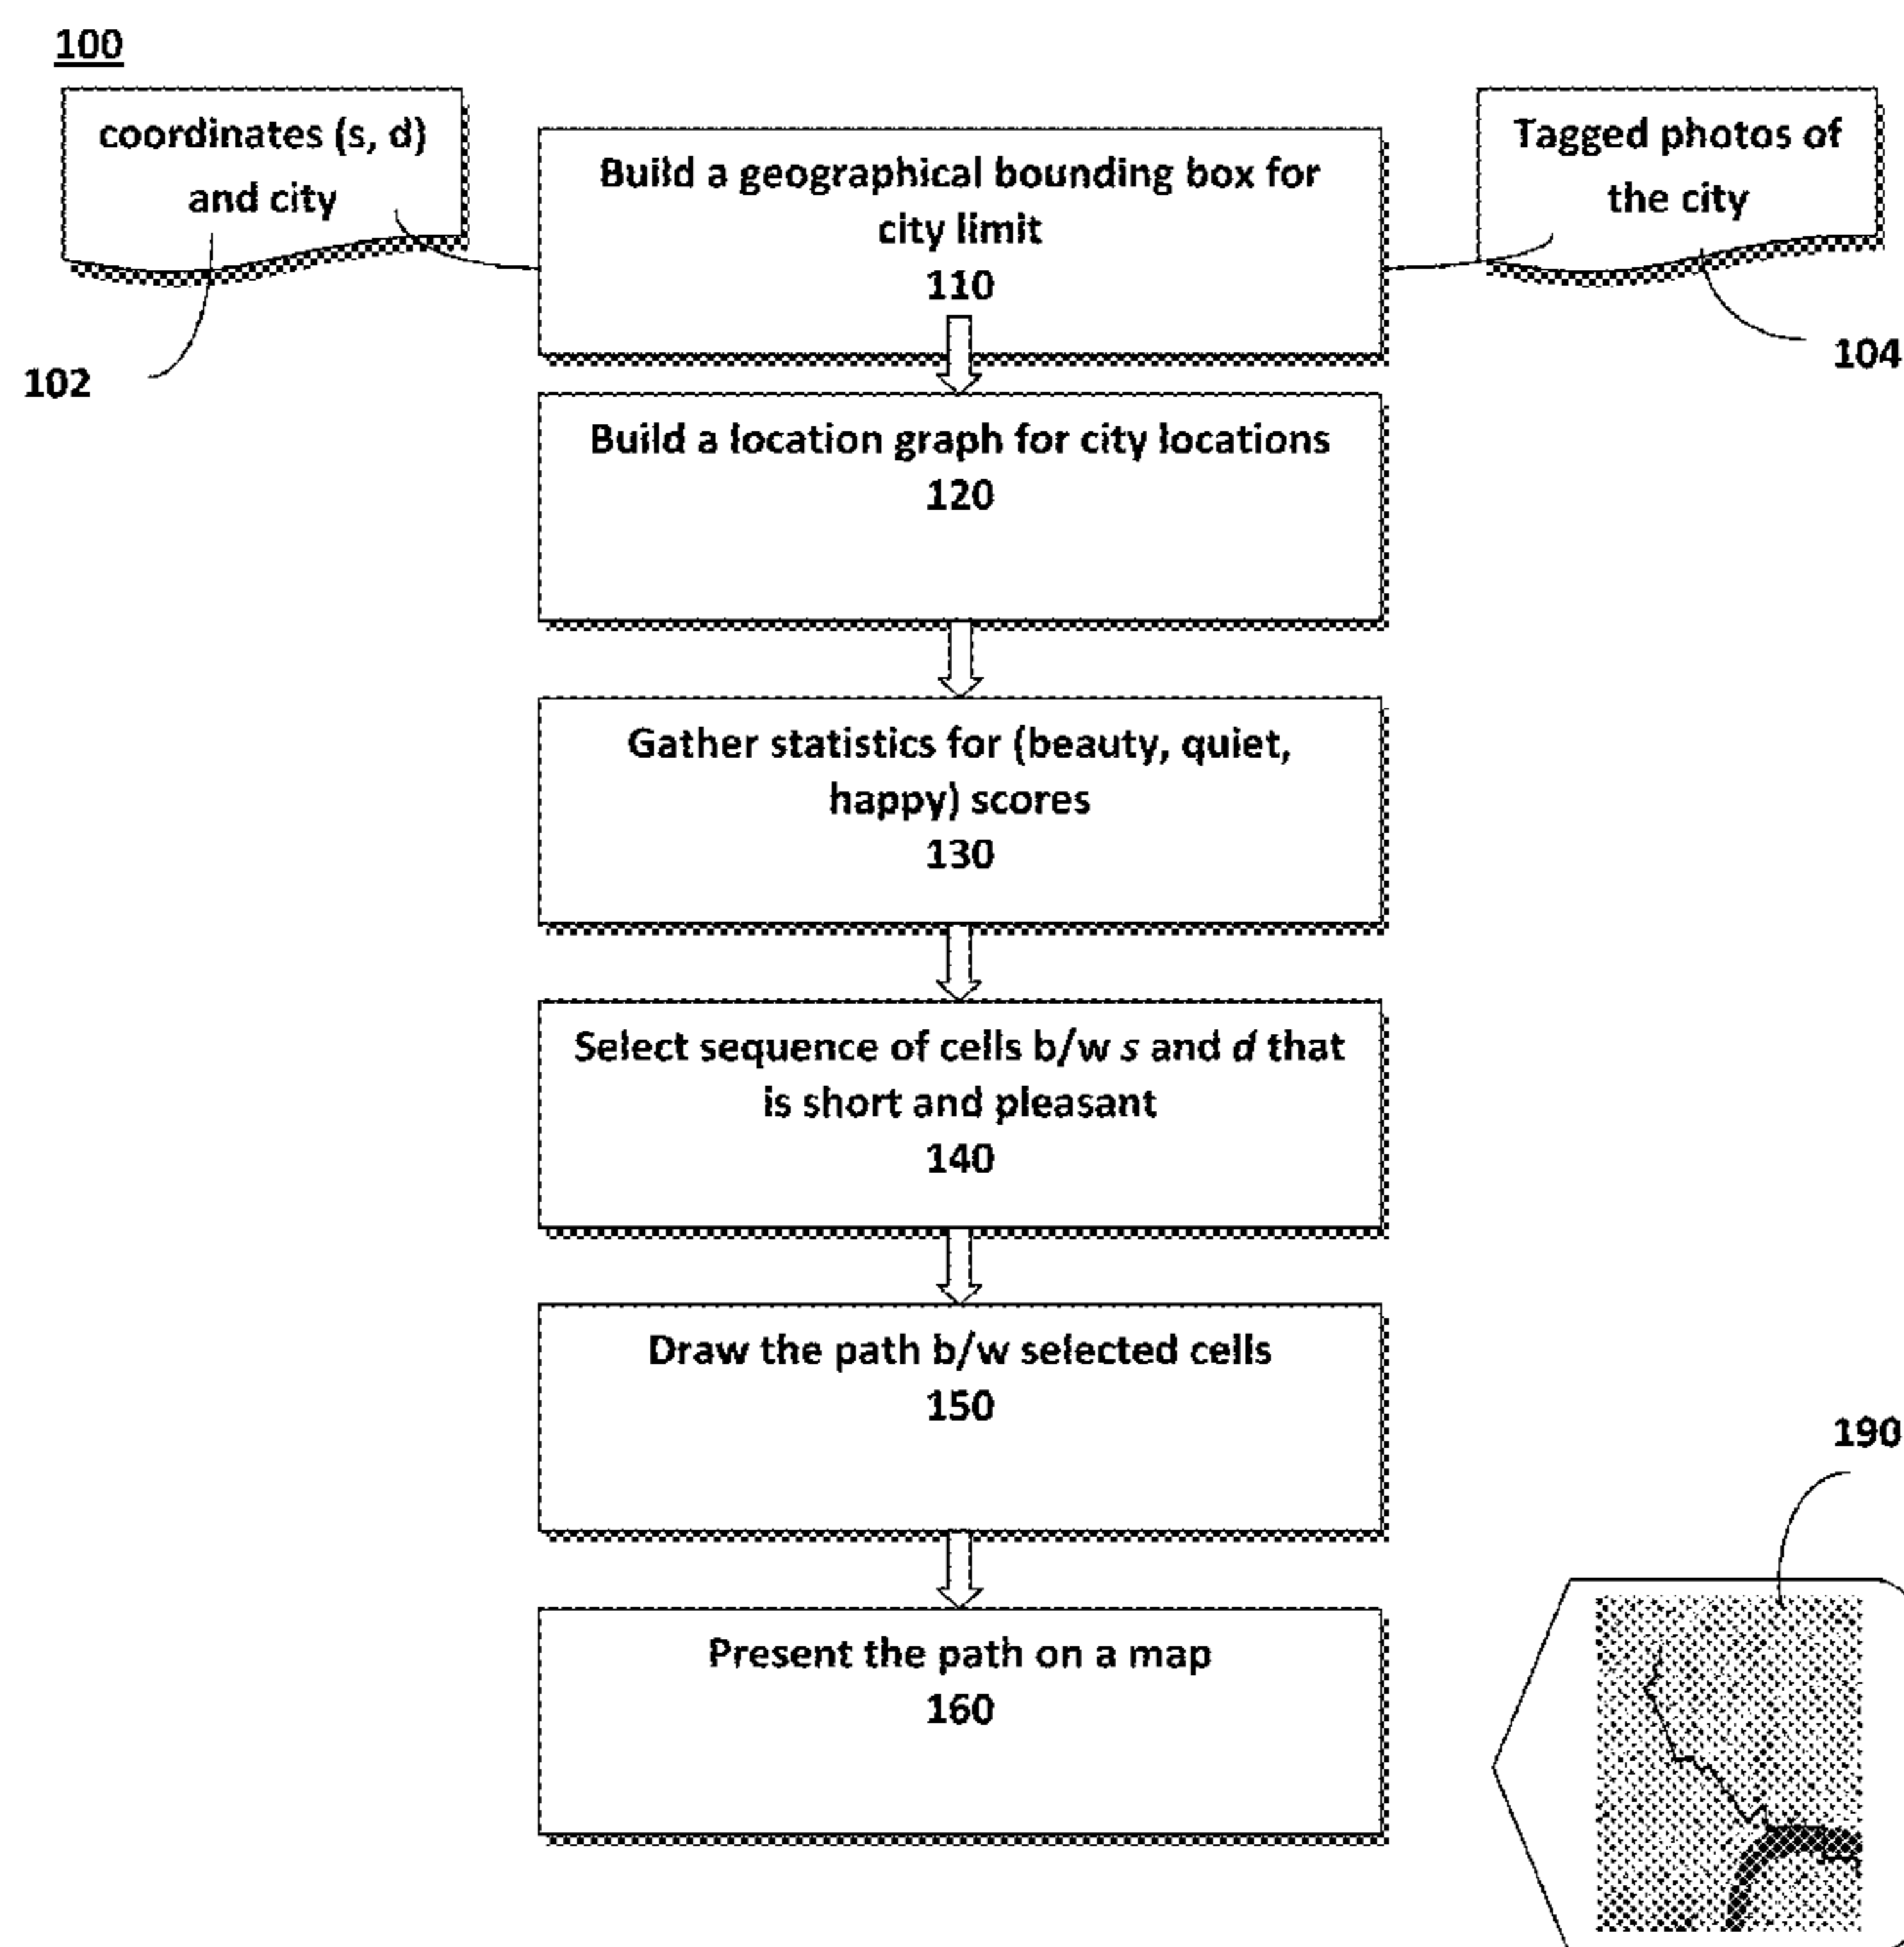 100
coordinates (s, d)
and city
102
Tagged photos of
the city
104
Build a geographical bounding box for
city limit
110
Build a location graph for city locations
120
Gather statistics for (beauty, quiet,
happy) scores
130
Select sequence of cells b/w s and d that
is short and pleasant
140
Draw the path b/w selected cells
150
Present the path on a map
160
190